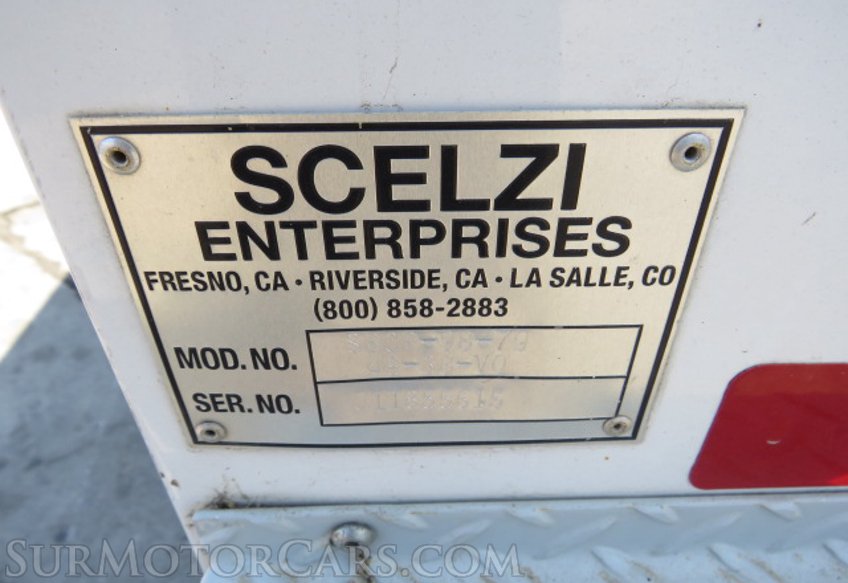 SCELZI
ENTERPRISES
FRESNO, CA · RIVERSIDE, CA · LA SALLE, CO
(800) 858-2883
MOD. NO.
SER. NO.
SurMotorCars.com